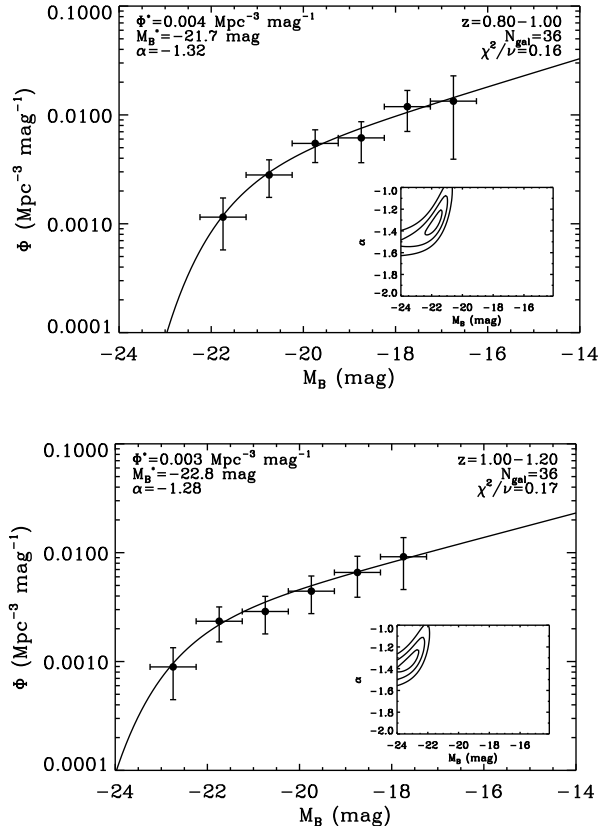 Φ*=0.004 Mpc⁻³ mag⁻¹
M_B*=−21.7 mag
α=−1.32
z=0.80−1.00
N_gal=36
χ²/ν=0.16
0.1000
0.0100
0.0010
0.0001
Φ (Mpc⁻³ mag⁻¹)
−24 −22 −20 −18 −16 −14
M_B (mag)
−1.0
−1.2
−1.4
−1.6
−1.8
−2.0
α
−24 −22 −20 −18 −16
M_B (mag)
Φ*=0.003 Mpc⁻³ mag⁻¹
M_B*=−22.8 mag
α=−1.28
z=1.00−1.20
N_gal=36
χ²/ν=0.17
0.1000
0.0100
0.0010
0.0001
Φ (Mpc⁻³ mag⁻¹)
−24 −22 −20 −18 −16 −14
M_B (mag)
−1.0
−1.2
−1.4
−1.6
−1.8
−2.0
α
−24 −22 −20 −18 −16
M_B (mag)